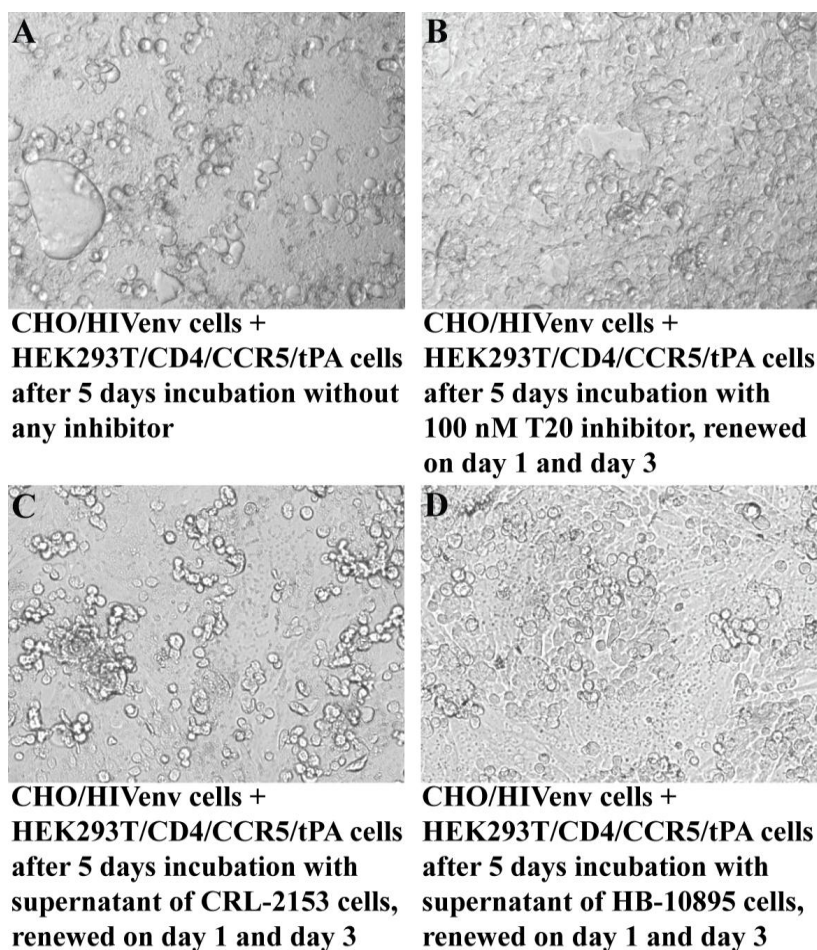 A
B
CHO/HIVenv cells +
HEK293T/CD4/CCR5/tPA cells
after 5 days incubation without
any inhibitor
CHO/HIVenv cells +
HEK293T/CD4/CCR5/tPA cells
after 5 days incubation with
100 nM T20 inhibitor, renewed
on day 1 and day 3
C
D
CHO/HIVenv cells +
HEK293T/CD4/CCR5/tPA cells
after 5 days incubation with
supernatant of CRL-2153 cells,
renewed on day 1 and day 3
CHO/HIVenv cells +
HEK293T/CD4/CCR5/tPA cells
after 5 days incubation with
supernatant of HB-10895 cells,
renewed on day 1 and day 3